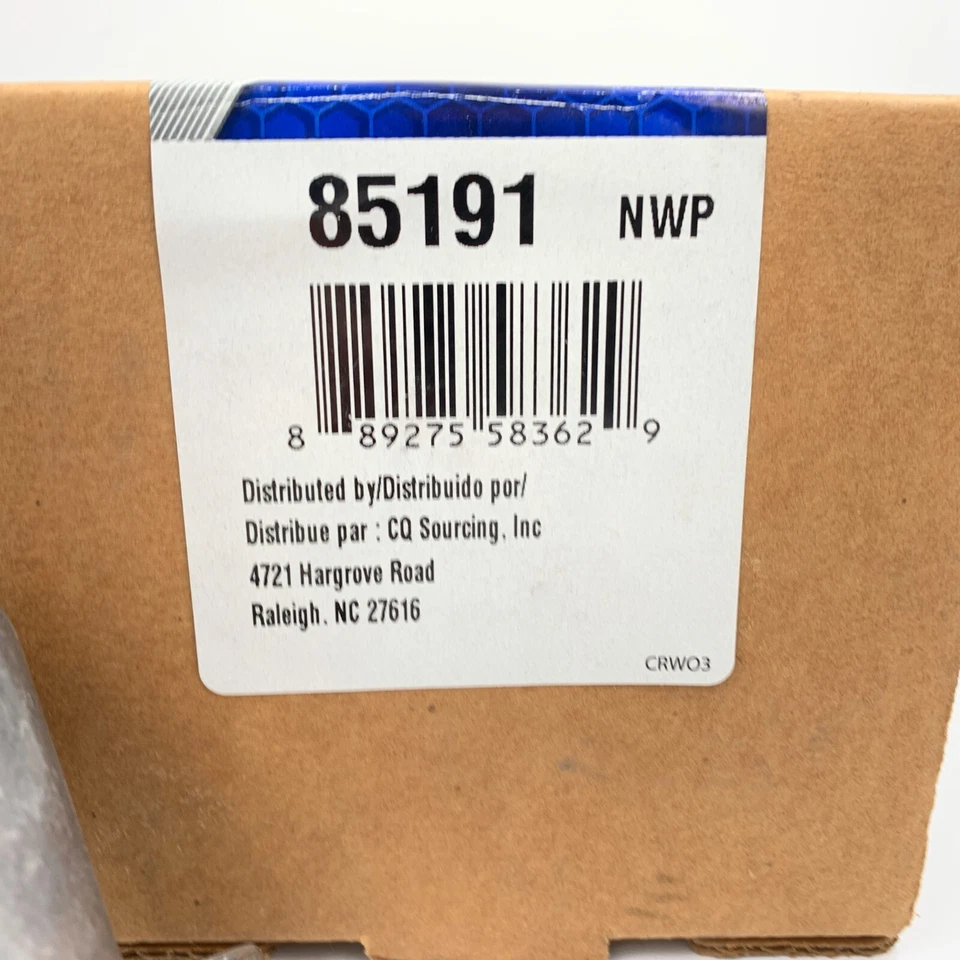 85191 NWP
8 89275 58362 9
Distributed by/Distribuido por/
Distribue par : CQ Sourcing, Inc
4721 Hargrove Road
Raleigh, NC 27616
CRWO3